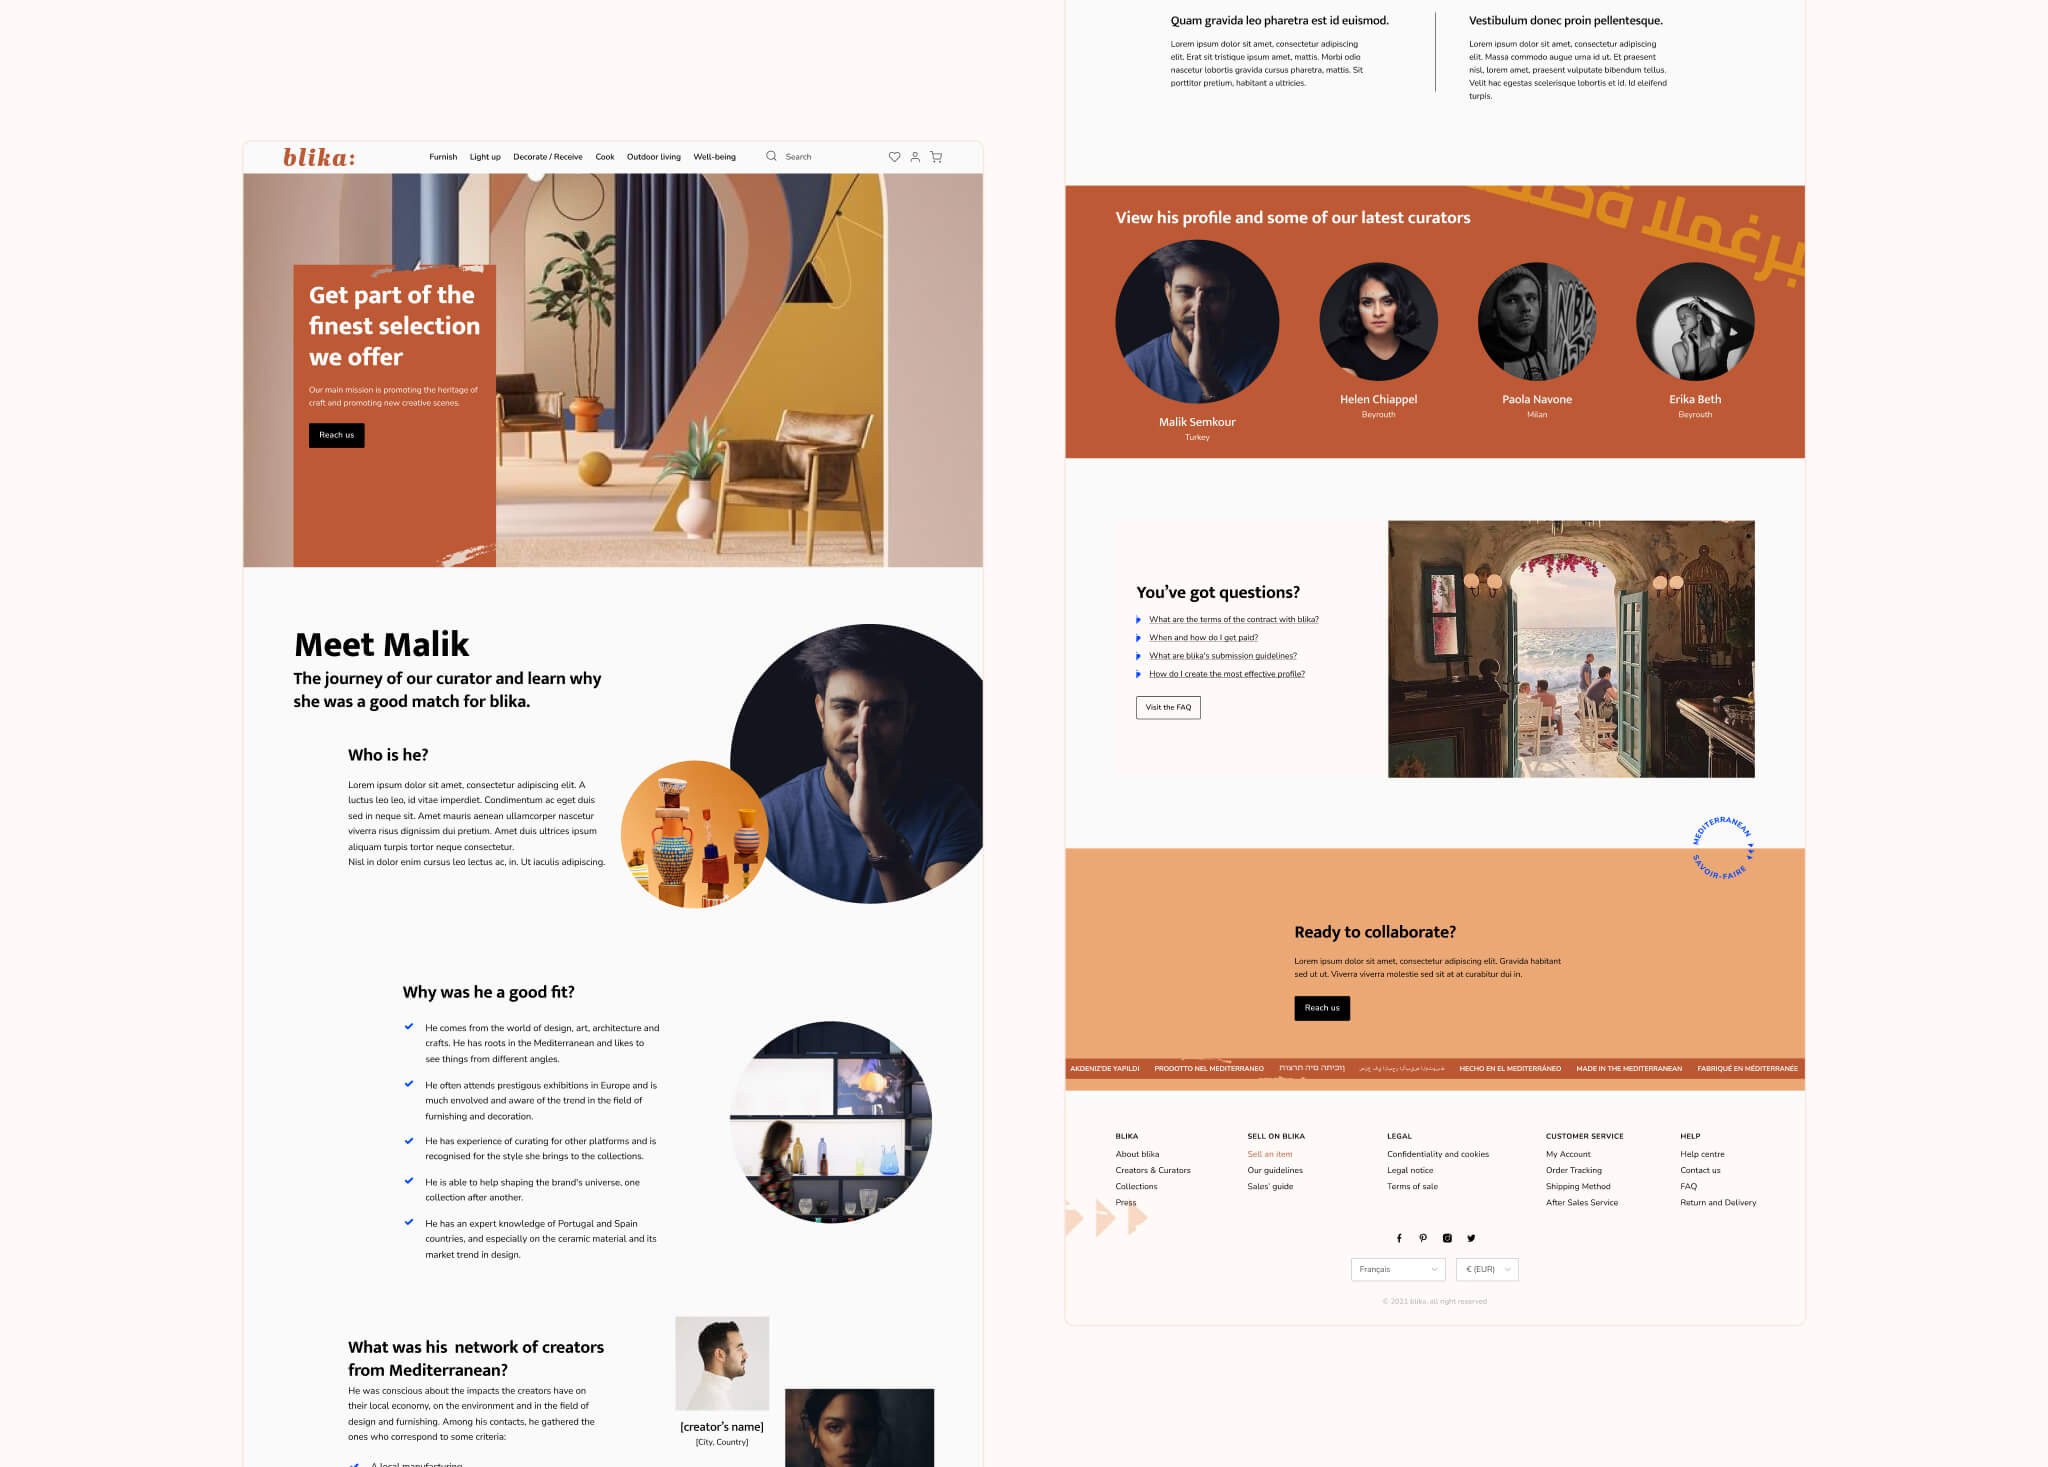 blika:
Furnish Light up Decorate / Receive Cook Outdoor living Well-being Search
Get part of the
finest selection
we offer
Our main mission is promoting the heritage of
craft and promoting new creative scenes.
Reach us
Meet Malik
The journey of our curator and learn why
she was a good match for blika.
Who is he?
Lorem ipsum dolor sit amet, consectetur adipiscing elit. A
luctus leo leo, id vitae imperdiet. Condimentum ac eget duis
sed in neque sit. Amet mauris aenean ullamcorper nascetur
viverra risus dignissim dui pretium. Amet duis ultrices ipsum
aliquam turpis tortor neque consectetur.
Nisl in dolor enim cursus leo lectus ac, in. Ut iaculis adipiscing.
Why was he a good fit?
He comes from the world of design, art, architecture and
crafts. He has roots in the Mediterranean and likes to
see things from different angles.
He often attends prestigious exhibitions in Europe and is
much envolved and aware of the trend in the field of
furnishing and decoration.
He has experience of curating for other platforms and is
recognised for the style she brings to the collections.
He is able to help shaping the brand's universe, one
collection after another.
He has an expert knowledge of Portugal and Spain
countries, and especially on the ceramic material and its
market trend in design.
What was his network of creators
from Mediterranean?
He was conscious about the impacts the creators have on
their local economy, on the environment and in the field of
design and furnishing. Among his contacts, he gathered the
ones who correspond to some criteria:
A local manufacturing
[creator's name]
[City, Country]
Quam gravida leo pharetra est id euismod.
Lorem ipsum dolor sit amet, consectetur adipiscing
elit. Erat sit tristique ipsum amet, mattis. Morbi odio
nascetur lobortis gravida cursus pharetra, mattis. Sit
porttitor pretium, habitant a ultricies.
Vestibulum donec proin pellentesque.
Lorem ipsum dolor sit amet, consectetur adipiscing
elit. Massa commodo augue urna id ut. Et praesent
nisl, lorem amet, praesent vulputate bibendum tellus.
Velit hac egestas scelerisque lobortis et id. Id eleifend
turpis.
View his profile and some of our latest curators
Malik Semkour
Turkey
Helen Chiappel
Beyrouth
Paola Navone
Milan
Erika Beth
Beyrouth
You've got questions?
What are the terms of the contract with blika?
When and how do I get paid?
What are blika's submission guidelines?
How do I create the most effective profile?
Visit the FAQ
MEDITERRANEAN
SAVOIR-FAIRE
Ready to collaborate?
Lorem ipsum dolor sit amet, consectetur adipiscing elit. Gravida habitant
sed ut ut. Viverra viverra molestie sed sit at at curabitur dui in.
Reach us
AKDENIZ'DE YAPILDI PRODOTTO NEL MEDITERRANEO תוצרת הים התיכון HECHO EN EL MEDITERRÁNEO MADE IN THE MEDITERRANEAN FABRIQUÉ EN MÉDITERRANÉE
BLIKA
About blika
Creators & Curators
Collections
Press
SELL ON BLIKA
Sell an item
Our guidelines
Sales' guide
LEGAL
Confidentiality and cookies
Legal notice
Terms of sale
CUSTOMER SERVICE
My Account
Order Tracking
Shipping Method
After Sales Service
HELP
Help centre
Contact us
FAQ
Return and Delivery
Français
€ (EUR)
© 2021 blika, all right reserved